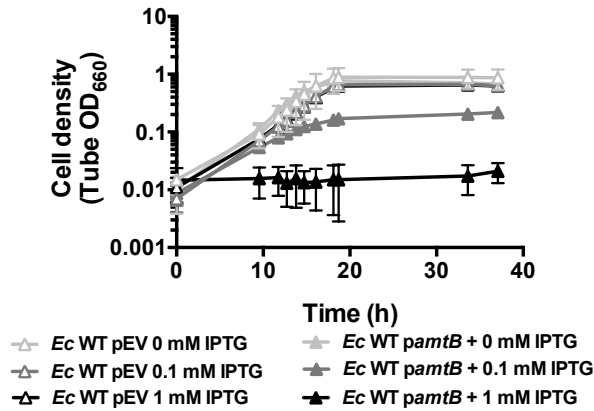 10
1
0.1
0.01
0.001
Cell density
(Tube OD660)
0 10 20 30 40
Time (h)
Ec WT pEV 0 mM IPTG
Ec WT pEV 0.1 mM IPTG
Ec WT pEV 1 mM IPTG
Ec WT pamtB + 0 mM IPTG
Ec WT pamtB + 0.1 mM IPTG
Ec WT pamtB + 1 mM IPTG